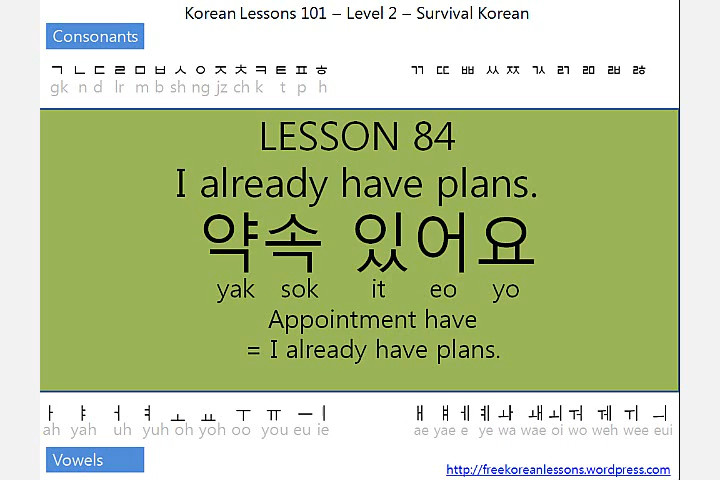 Korean Lessons 101 – Level 2 – Survival Korean
Consonants
ㄱㄴㄷㄹㅁㅂㅅㅇㅈㅊㅋㅌㅍㅎ
ㄲ ㄸ ㅃ ㅆ ㅉ ㄳ ㄺ ㄻ ㄼ ㅀ
gk n d lr m b sh ng jz ch k t p h
LESSON 84
I already have plans.
약속 있어요
yak sok it eo yo
Appointment have
= I already have plans.
ㅏ ㅑ ㅓ ㅕ ㅗ ㅛ ㅜ ㅠ ㅡ ㅣ
ah yah uh yuh oh yoh oo you eu ie
ae yae e ye wa wae oi wo weh wee eui
Vowels
http://freekoreanlessons.wordpress.com